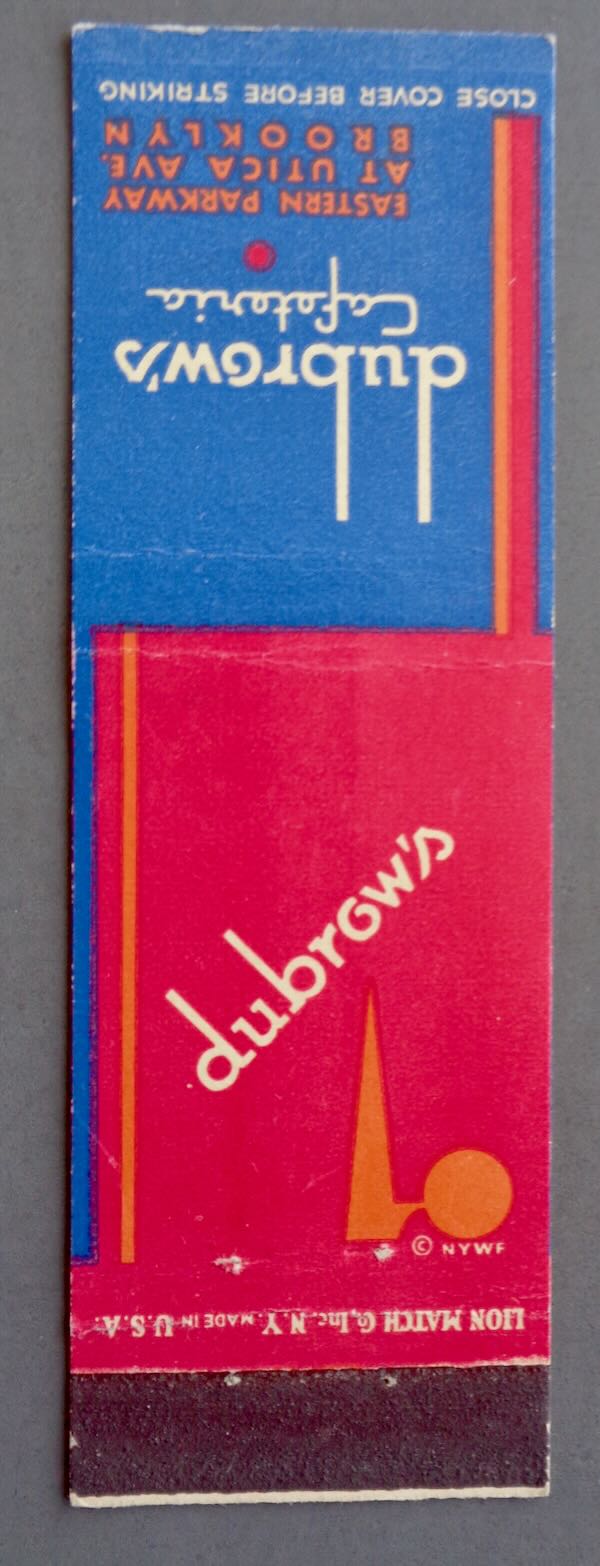 CLOSE COVER BEFORE STRIKING
dubrow's
Cafeteria
EASTERN PARKWAY
AT UTICA AVE.
BROOKLYN
dubrow's
© NYWF
LION MATCH Co., Inc. N.Y. MADE IN U.S.A.